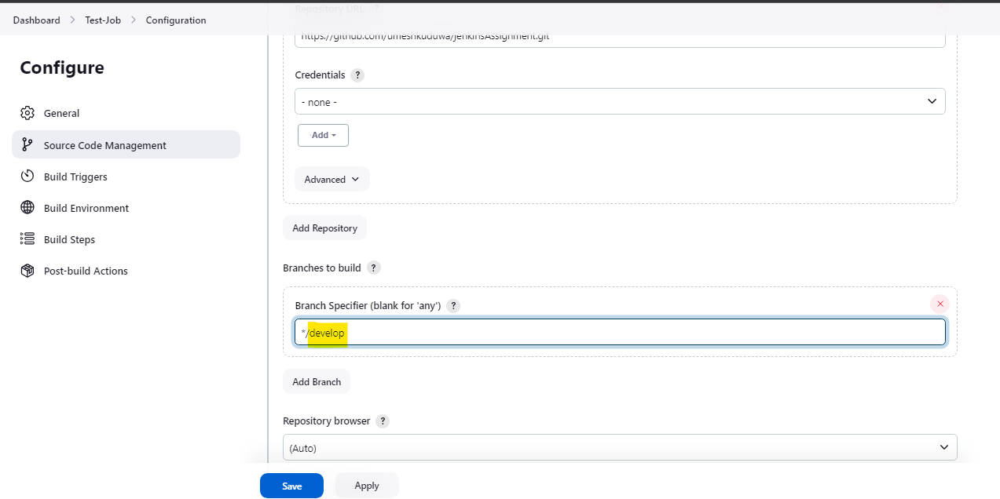 Dashboard > Test-Job > Configuration
Repository URL ?
https://github.com/umeshkuduwa/jenkinsAssignment.git
Configure
General
Source Code Management
Build Triggers
Build Environment
Build Steps
Post-build Actions
Credentials ?
- none -
Add
Advanced
Add Repository
Branches to build ?
Branch Specifier (blank for 'any') ?
*/develop
Add Branch
Repository browser ?
(Auto)
Save
Apply